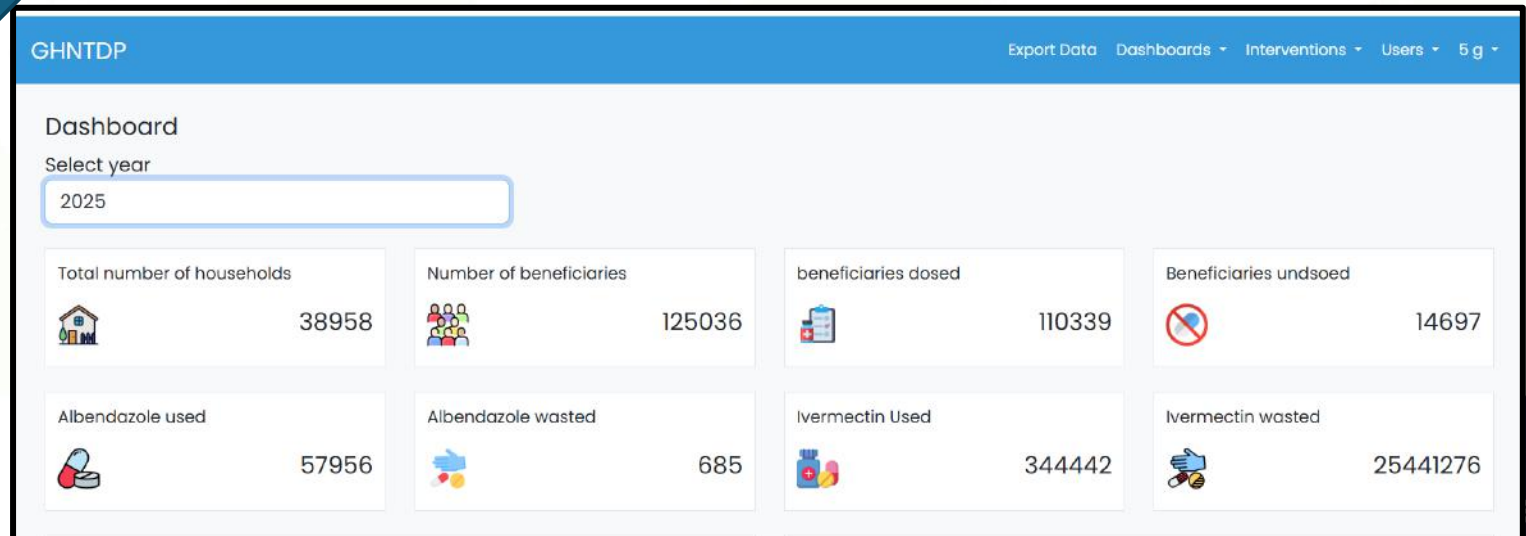 GHNTDP
Export Data Dashboards Interventions Users 5 g
Dashboard
Select year
2025
Total number of households
38958
Number of beneficiaries
125036
beneficiaries dosed
110339
Beneficiaries undsoed
14697
Albendazole used
57956
Albendazole wasted
685
Ivermectin Used
344442
Ivermectin wasted
25441276